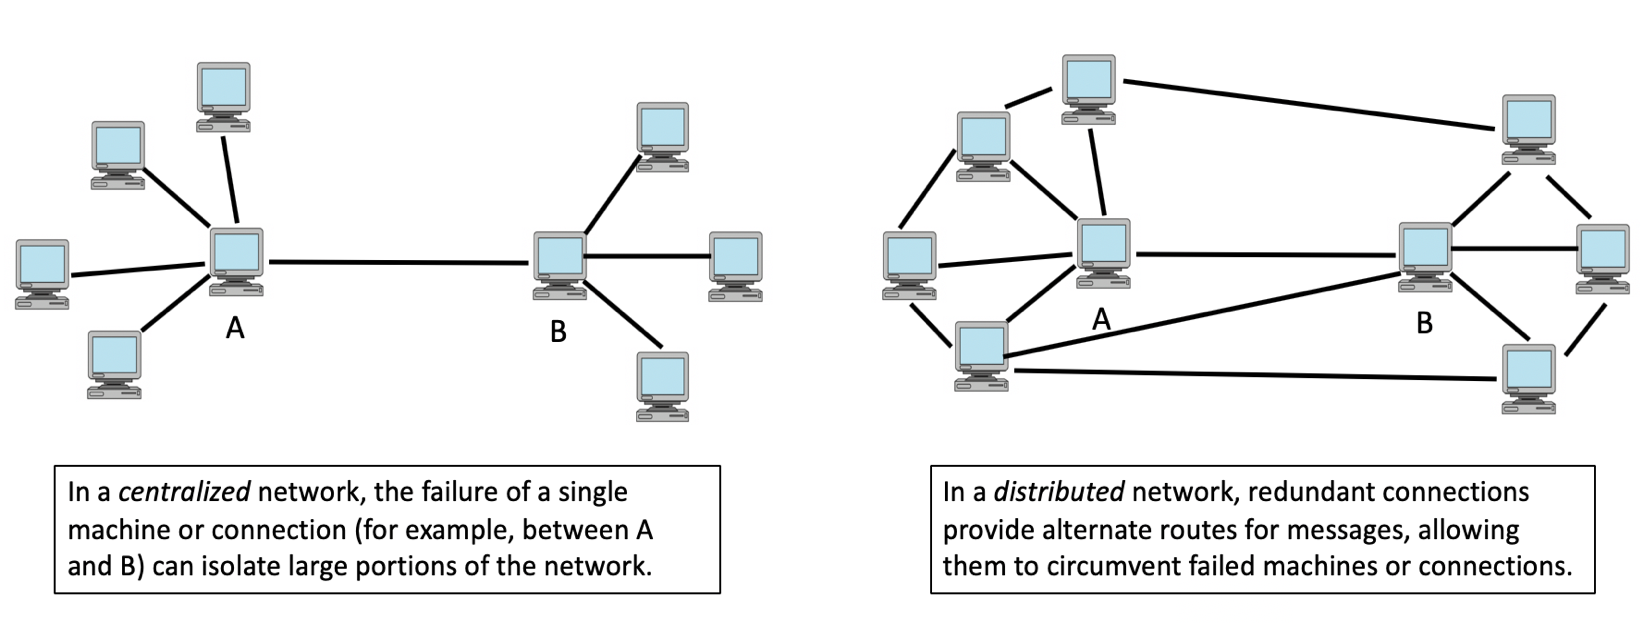 A
B
In a centralized network, the failure of a single
machine or connection (for example, between A
and B) can isolate large portions of the network.
A
B
In a distributed network, redundant connections
provide alternate routes for messages, allowing
them to circumvent failed machines or connections.